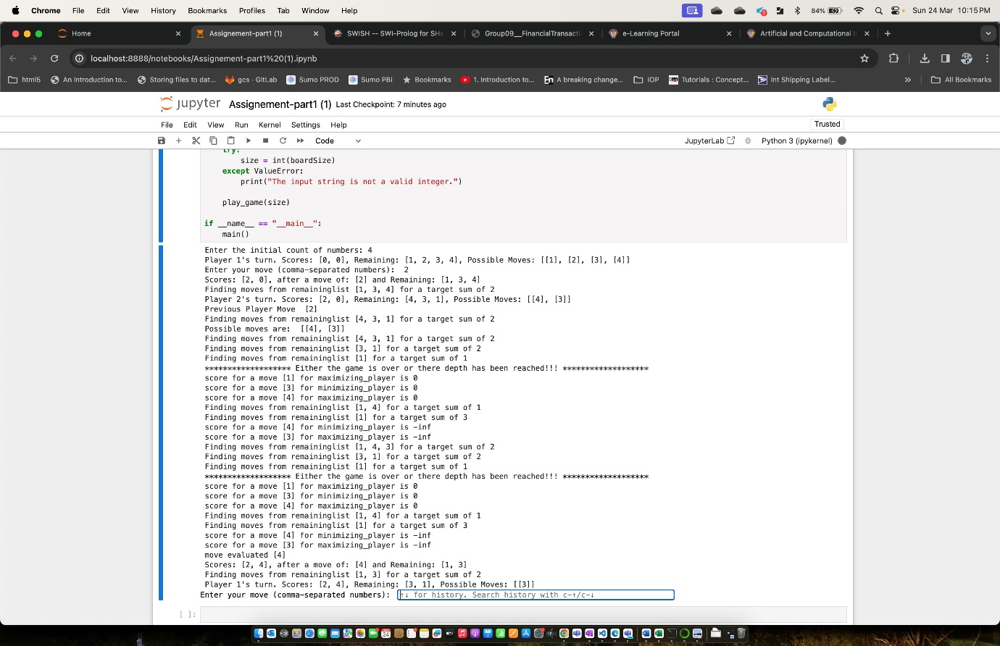 Chrome File Edit View History Bookmarks Profiles Tab Window Help 84% Sun 24 Mar 10:15 PM
Home Assignement-part1 (1) SWISH -- SWI-Prolog for SHa Group09__FinancialTransacti e-Learning Portal Artificial and Computational I
localhost:8888/notebooks/Assignement-part1%20(1).ipynb
html5 An Introduction to... Storing files to dat... gcs · GitLab Sumo PROD Sumo PBI Bookmarks 1. Introduction to... A breaking change... IOP Tutorials : Concept... Int Shipping Label... All Bookmarks
jupyter Assignement-part1 (1) Last Checkpoint: 7 minutes ago
File Edit View Run Kernel Settings Help Trusted
Code JupyterLab Python 3 (ipykernel)
try:
size = int(boardSize)
except ValueError:
print("The input string is not a valid integer.")
play_game(size)
if __name__ == "__main__":
main()
Enter the initial count of numbers: 4
Player 1's turn. Scores: [0, 0], Remaining: [1, 2, 3, 4], Possible Moves: [[1], [2], [3], [4]]
Enter your move (comma-separated numbers): 2
Scores: [2, 0], after a move of: [2] and Remaining: [1, 3, 4]
Finding moves from remaininglist [1, 3, 4] for a target sum of 2
Player 2's turn. Scores: [2, 0], Remaining: [4, 3, 1], Possible Moves: [[4], [3]]
Previous Player Move [2]
Finding moves from remaininglist [4, 3, 1] for a target sum of 2
Possible moves are: [[4], [3]]
Finding moves from remaininglist [4, 3, 1] for a target sum of 2
Finding moves from remaininglist [3, 1] for a target sum of 2
Finding moves from remaininglist [1] for a target sum of 1
******************* Either the game is over or there depth has been reached!!! *******************
score for a move [1] for maximizing_player is 0
score for a move [3] for minimizing_player is 0
score for a move [4] for maximizing_player is 0
Finding moves from remaininglist [1, 4] for a target sum of 1
Finding moves from remaininglist [1] for a target sum of 3
score for a move [4] for minimizing_player is -inf
score for a move [3] for maximizing_player is -inf
Finding moves from remaininglist [1, 4, 3] for a target sum of 2
Finding moves from remaininglist [3, 1] for a target sum of 2
Finding moves from remaininglist [1] for a target sum of 1
******************* Either the game is over or there depth has been reached!!! *******************
score for a move [1] for maximizing_player is 0
score for a move [3] for minimizing_player is 0
score for a move [4] for maximizing_player is 0
Finding moves from remaininglist [1, 4] for a target sum of 1
Finding moves from remaininglist [1] for a target sum of 3
score for a move [4] for minimizing_player is -inf
score for a move [3] for maximizing_player is -inf
move evaluated [4]
Scores: [2, 4], after a move of: [4] and Remaining: [1, 3]
Finding moves from remaininglist [1, 3] for a target sum of 2
Player 1's turn. Scores: [2, 4], Remaining: [3, 1], Possible Moves: [[3]]
Enter your move (comma-separated numbers): ↑↓ for history. Search history with c-↑/c-↓
[ ]: